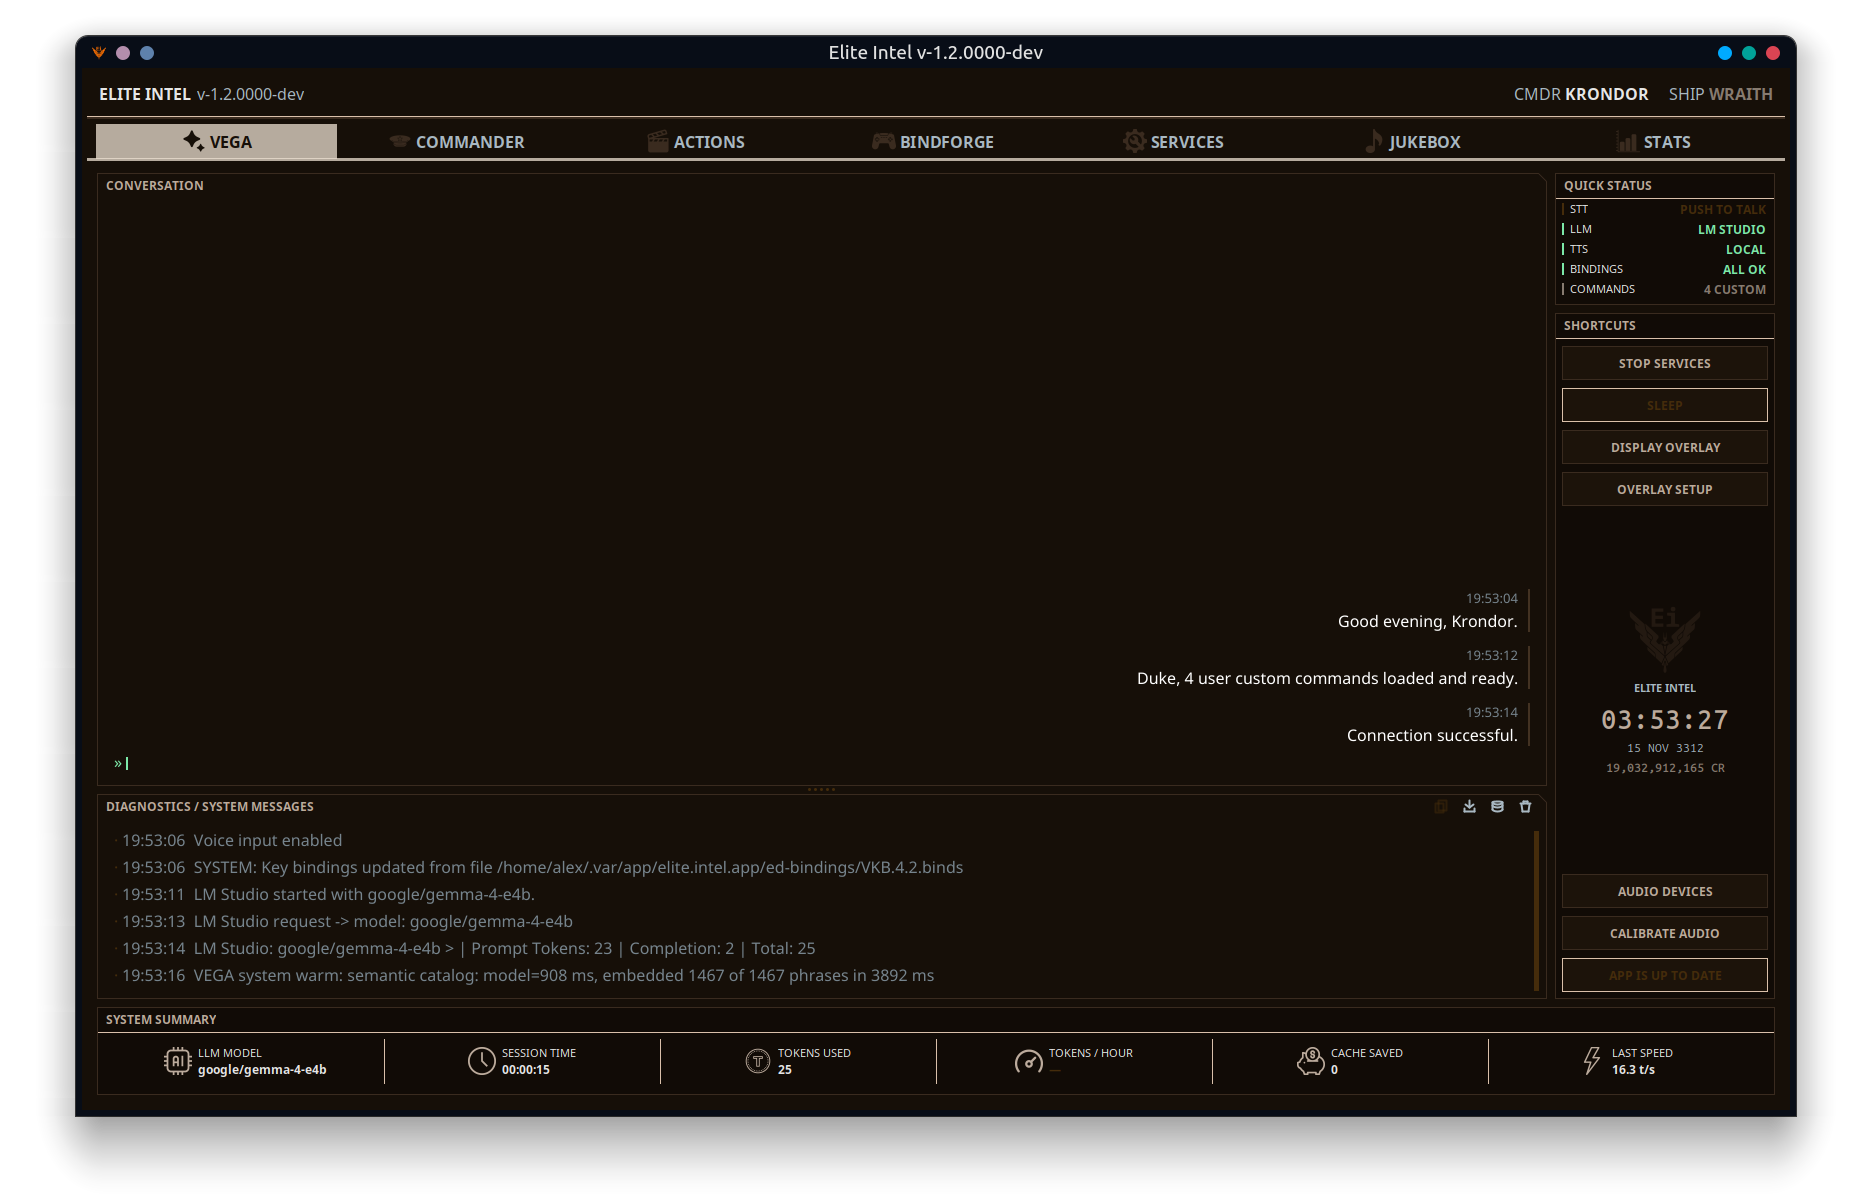 Elite Intel v-1.2.0000-dev
ELITE INTEL v-1.2.0000-dev
CMDR KRONDOR SHIP WRAITH
VEGA
COMMANDER
ACTIONS
BINDFORGE
SERVICES
JUKEBOX
STATS
CONVERSATION
19:53:04
Good evening, Krondor.
19:53:12
Duke, 4 user custom commands loaded and ready.
19:53:14
Connection successful.
»
DIAGNOSTICS / SYSTEM MESSAGES
19:53:06 Voice input enabled
19:53:06 SYSTEM: Key bindings updated from file /home/alex/.var/app/elite.intel.app/ed-bindings/VKB.4.2.binds
19:53:11 LM Studio started with google/gemma-4-e4b.
19:53:13 LM Studio request -> model: google/gemma-4-e4b
19:53:14 LM Studio: google/gemma-4-e4b > | Prompt Tokens: 23 | Completion: 2 | Total: 25
19:53:16 VEGA system warm: semantic catalog: model=908 ms, embedded 1467 of 1467 phrases in 3892 ms
QUICK STATUS
STT PUSH TO TALK
LLM LM STUDIO
TTS LOCAL
BINDINGS ALL OK
COMMANDS 4 CUSTOM
SHORTCUTS
STOP SERVICES
SLEEP
DISPLAY OVERLAY
OVERLAY SETUP
Ei
ELITE INTEL
03:53:27
15 NOV 3312
19,032,912,165 CR
AUDIO DEVICES
CALIBRATE AUDIO
APP IS UP TO DATE
SYSTEM SUMMARY
AI
LLM MODEL
google/gemma-4-e4b
SESSION TIME
00:00:15
T
TOKENS USED
25
TOKENS / HOUR
—
$
CACHE SAVED
0
LAST SPEED
16.3 t/s